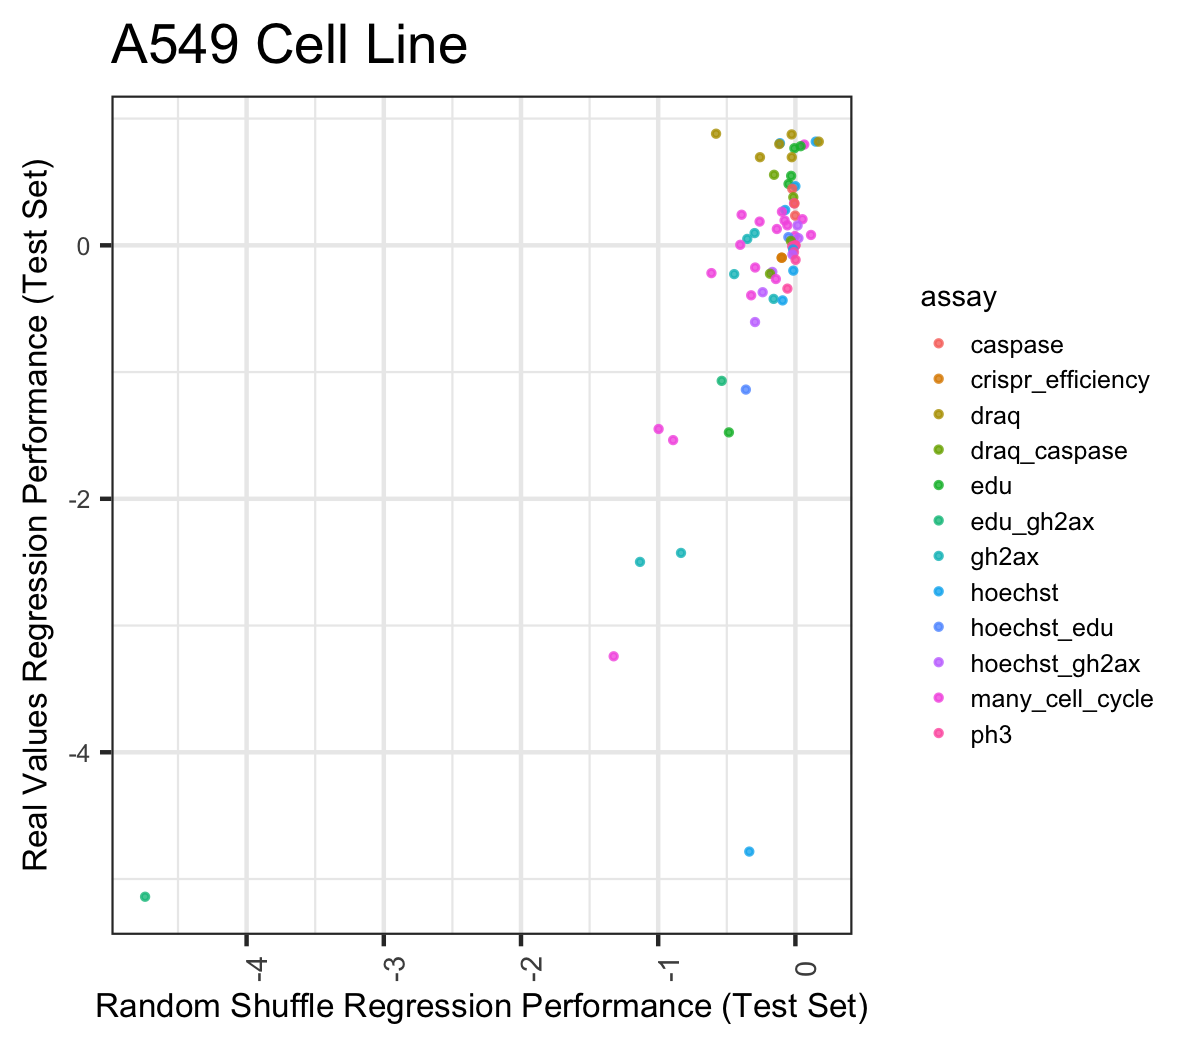 A549 Cell Line
Real Values Regression Performance (Test Set)
0
-2
-4
-4
-3
-2
-1
0
Random Shuffle Regression Performance (Test Set)
assay
caspase
crispr_efficiency
draq
draq_caspase
edu
edu_gh2ax
gh2ax
hoechst
hoechst_edu
hoechst_gh2ax
many_cell_cycle
ph3